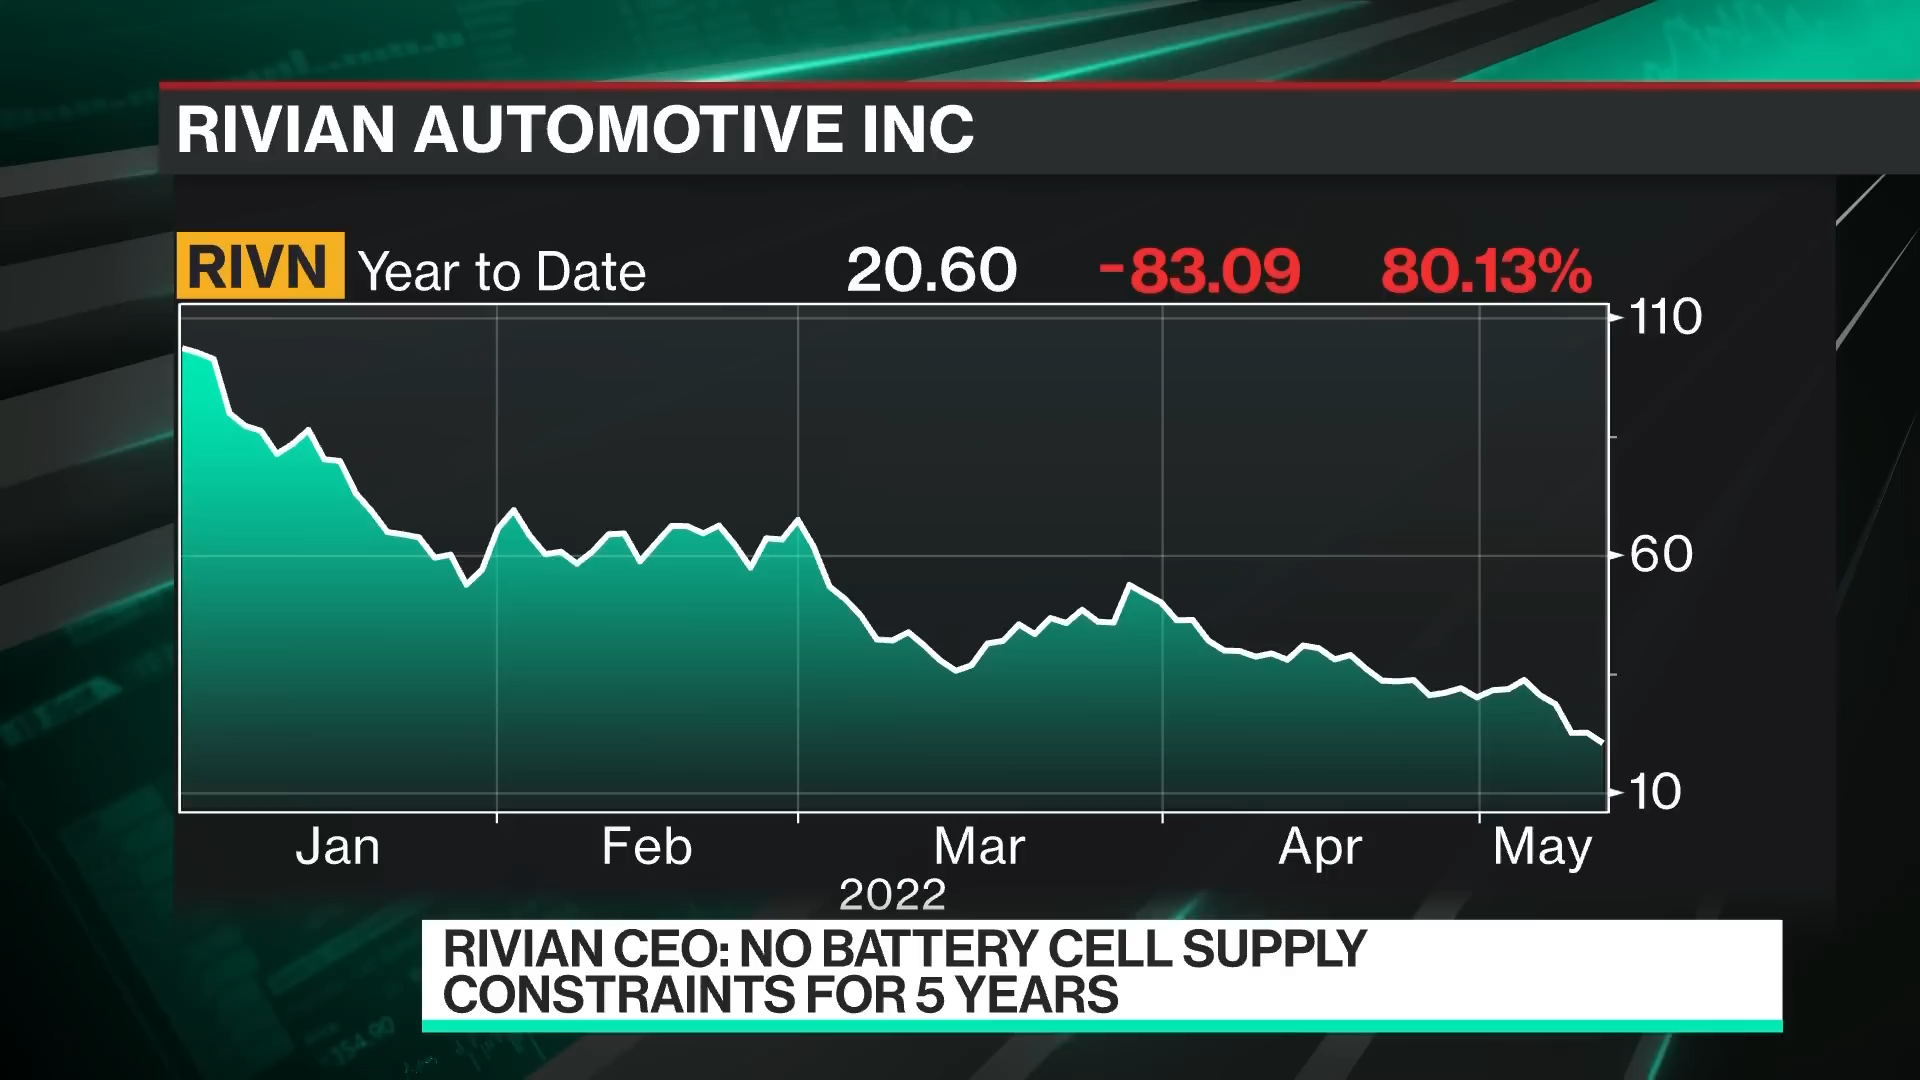 RIVIAN AUTOMOTIVE INC
RIVN Year to Date 20.60 -83.09 80.13%
110
60
10
Jan Feb Mar Apr May
2022
RIVIAN CEO: NO BATTERY CELL SUPPLY
CONSTRAINTS FOR 5 YEARS